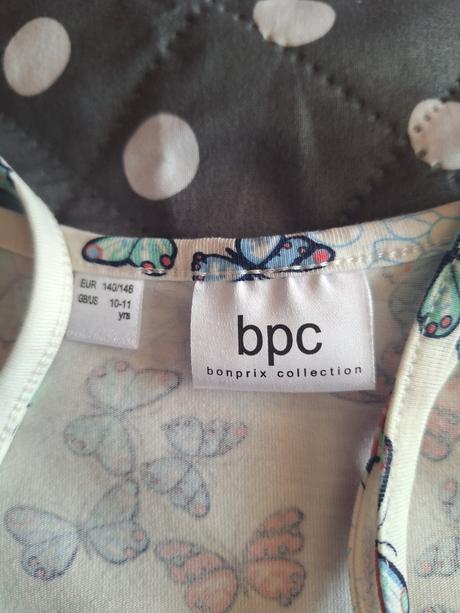 EUR 140/146
GB/US 10-11
yrs
bpc
bonprix collection